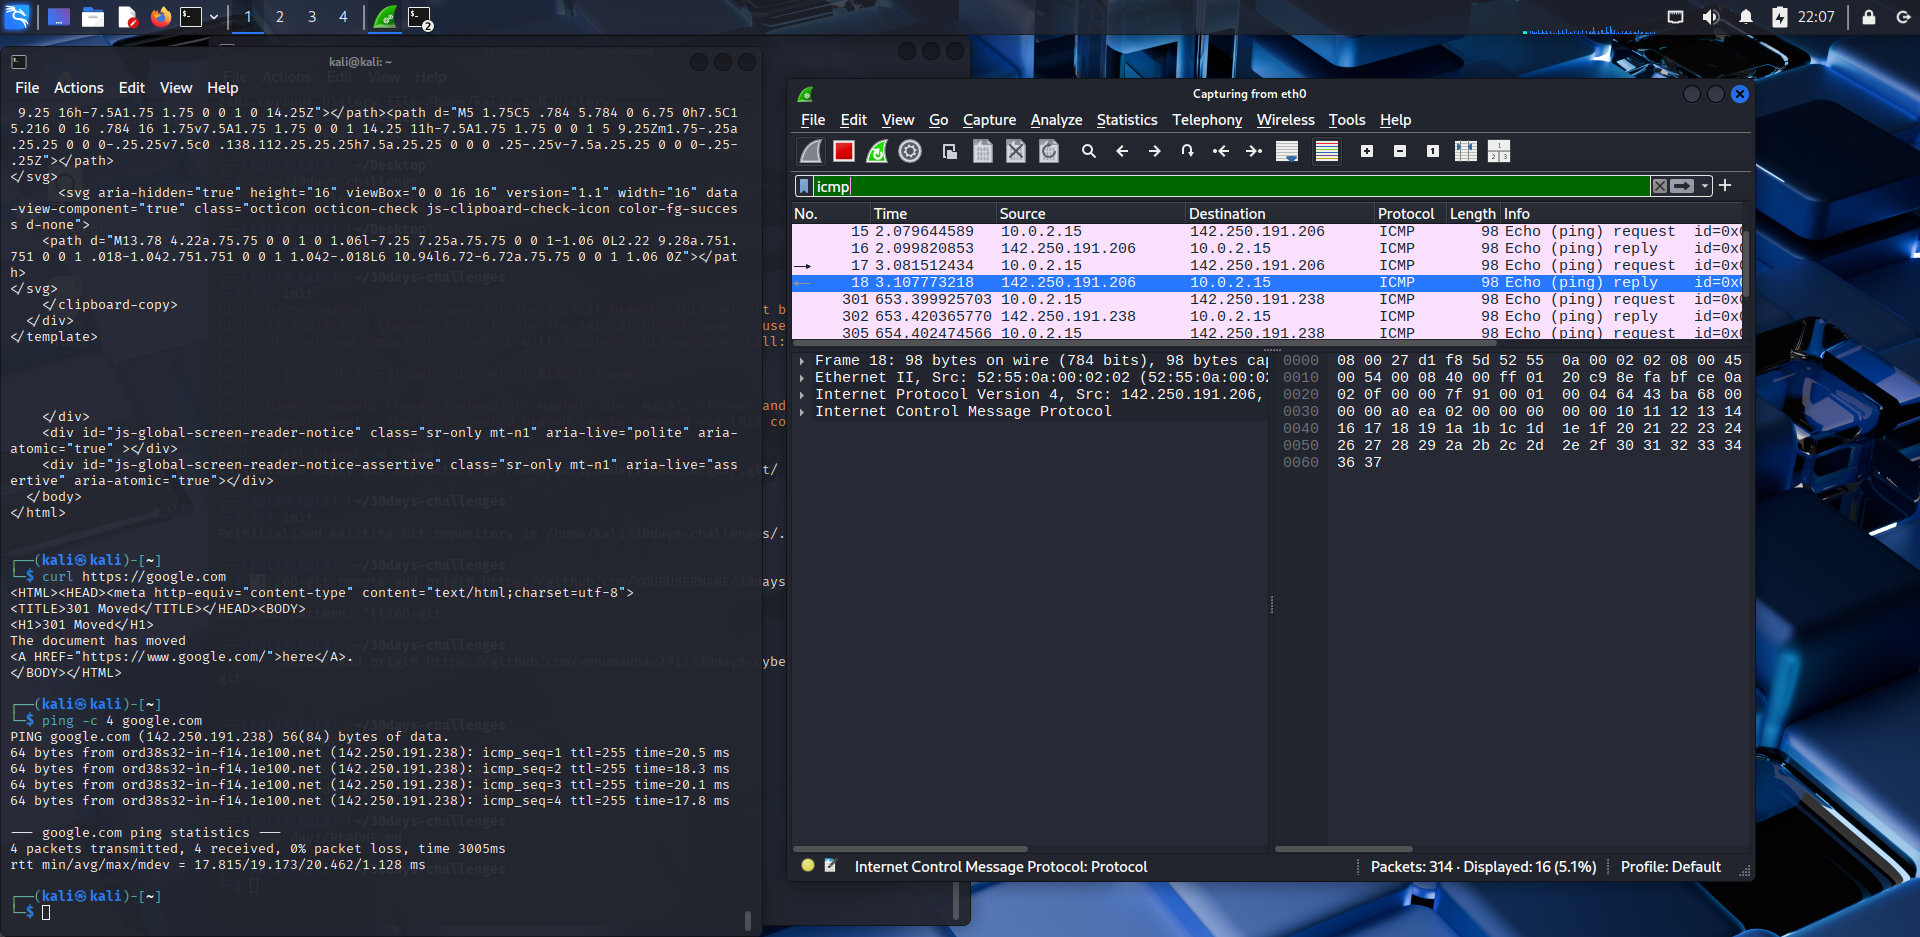 1 2 3 4
2
22:07
kali@kali: ~
File Actions Edit View Help
9.25 16h-7.5A1.75 1.75 0 0 1 0 14.25Z"></path><path d="M5 1.75C5 .784 5.784 0 6.75 0h7.5C1
5.216 0 16 .784 16 1.75v7.5A1.75 1.75 0 0 1 14.25 11h-7.5A1.75 1.75 0 0 1 5 9.25Zm1.75-.25a
.25.25 0 0 0-.25.25v7.5c0 .138.112.25.25.25h7.5a.25.25 0 0 0 .25-.25v-7.5a.25.25 0 0 0-.25-
.25Z"></path>
</svg>
<svg aria-hidden="true" height="16" viewBox="0 0 16 16" version="1.1" width="16" data
-view-component="true" class="octicon octicon-check js-clipboard-check-icon color-fg-succes
s d-none">
<path d="M13.78 4.22a.75.75 0 0 1 0 1.06l-7.25 7.25a.75.75 0 0 1-1.06 0L2.22 9.28a.751.
751 0 0 1 .018-1.042.751.751 0 0 1 1.042-.018L6 10.94l6.72-6.72a.75.75 0 0 1 1.06 0Z"></pat
h>
</svg>
</clipboard-copy>
</div>
</template>
</div>
<div id="js-global-screen-reader-notice" class="sr-only mt-n1" aria-live="polite" aria-
atomic="true" ></div>
<div id="js-global-screen-reader-notice-assertive" class="sr-only mt-n1" aria-live="ass
ertive" aria-atomic="true"></div>
</body>
</html>
┌──(kali㉿kali)-[~]
└─$ curl https://google.com
<HTML><HEAD><meta http-equiv="content-type" content="text/html;charset=utf-8">
<TITLE>301 Moved</TITLE></HEAD><BODY>
<H1>301 Moved</H1>
The document has moved
<A HREF="https://www.google.com/">here</A>.
</BODY></HTML>
┌──(kali㉿kali)-[~]
└─$ ping -c 4 google.com
PING google.com (142.250.191.238) 56(84) bytes of data.
64 bytes from ord38s32-in-f14.1e100.net (142.250.191.238): icmp_seq=1 ttl=255 time=20.5 ms
64 bytes from ord38s32-in-f14.1e100.net (142.250.191.238): icmp_seq=2 ttl=255 time=18.3 ms
64 bytes from ord38s32-in-f14.1e100.net (142.250.191.238): icmp_seq=3 ttl=255 time=20.1 ms
64 bytes from ord38s32-in-f14.1e100.net (142.250.191.238): icmp_seq=4 ttl=255 time=17.8 ms
--- google.com ping statistics ---
4 packets transmitted, 4 received, 0% packet loss, time 3005ms
rtt min/avg/max/mdev = 17.815/19.173/20.462/1.128 ms
┌──(kali㉿kali)-[~]
└─$
Capturing from eth0
File Edit View Go Capture Analyze Statistics Telephony Wireless Tools Help
icmp
No. Time Source Destination Protocol Length Info
15 2.079644589 10.0.2.15 142.250.191.206 ICMP 98 Echo (ping) request id=0x
16 2.099820853 142.250.191.206 10.0.2.15 ICMP 98 Echo (ping) reply id=0x
17 3.081512434 10.0.2.15 142.250.191.206 ICMP 98 Echo (ping) request id=0x
18 3.107773218 142.250.191.206 10.0.2.15 ICMP 98 Echo (ping) reply id=0x
301 653.399925703 10.0.2.15 142.250.191.238 ICMP 98 Echo (ping) request id=0x
302 653.420365770 142.250.191.238 10.0.2.15 ICMP 98 Echo (ping) reply id=0x
305 654.402474566 10.0.2.15 142.250.191.238 ICMP 98 Echo (ping) request id=0x
Frame 18: 98 bytes on wire (784 bits), 98 bytes cap
Ethernet II, Src: 52:55:0a:00:02:02 (52:55:0a:00:02
Internet Protocol Version 4, Src: 142.250.191.206,
Internet Control Message Protocol
0000 08 00 27 d1 f8 5d 52 55 0a 00 02 02 08 00 45
0010 00 54 00 08 40 00 ff 01 20 c9 8e fa bf ce 0a
0020 02 0f 00 00 7f 91 00 01 00 04 64 43 ba 68 00
0030 00 00 a0 ea 02 00 00 00 00 00 10 11 12 13 14
0040 16 17 18 19 1a 1b 1c 1d 1e 1f 20 21 22 23 24
0050 26 27 28 29 2a 2b 2c 2d 2e 2f 30 31 32 33 34
0060 36 37
Internet Control Message Protocol: Protocol
Packets: 314 · Displayed: 16 (5.1%)
Profile: Default